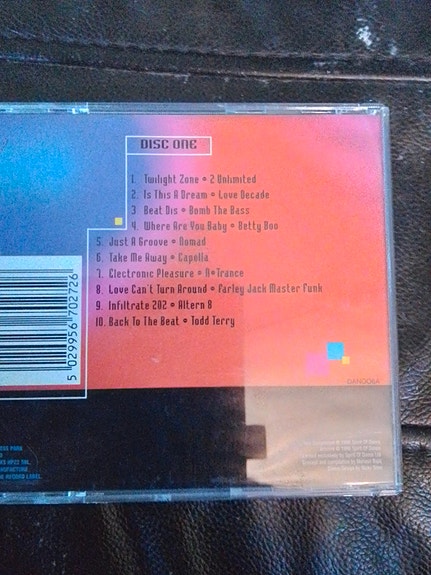 DISC ONE
1. Twilight Zone • 2 Unlimited
2. Is This A Dream • Love Decade
3 Beat Dis • Bomb The Bass
4. Where Are You Baby • Betty Boo
5. Just A Groove • Nomad
6. Take Me Away • Capella
7. Electronic Pleasure • N•Trance
8. Love Can't Turn Around • Farley Jack Master Funk
9. Infiltrate 202 • Altern 8
10. Back To The Beat • Todd Terry
5 029956 702726